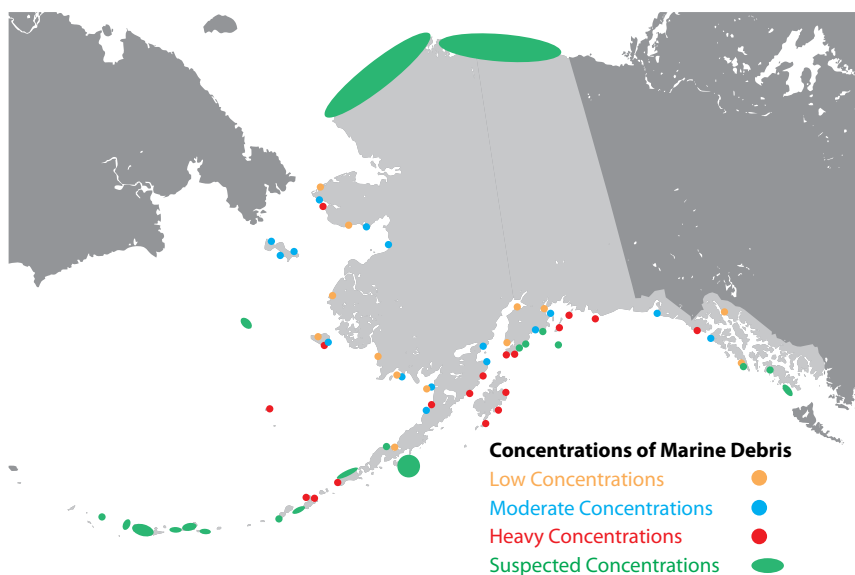 Concentrations of Marine Debris
Low Concentrations
Moderate Concentrations
Heavy Concentrations
Suspected Concentrations